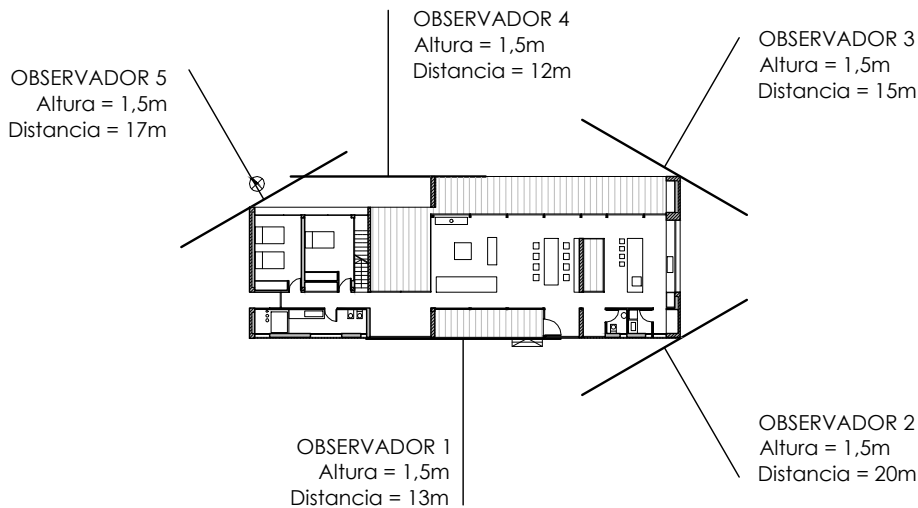 OBSERVADOR 4
Altura = 1,5m
Distancia = 12m
OBSERVADOR 3
Altura = 1,5m
Distancia = 15m
OBSERVADOR 5
Altura = 1,5m
Distancia = 17m
OBSERVADOR 2
Altura = 1,5m
Distancia = 20m
OBSERVADOR 1
Altura = 1,5m
Distancia = 13m